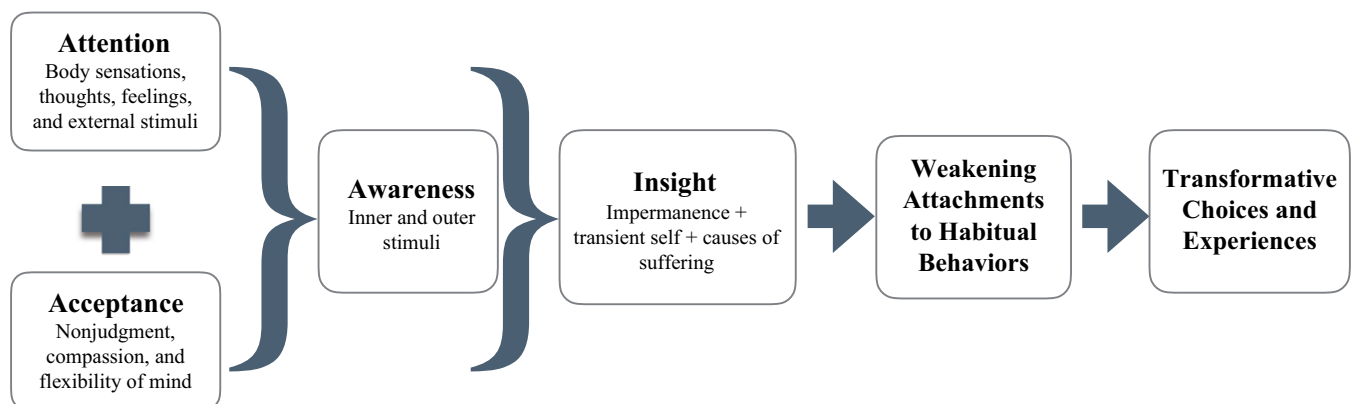 Attention
Body sensations,
thoughts, feelings,
and external stimuli
Acceptance
Nonjudgment,
compassion, and
flexibility of mind
Awareness
Inner and outer
stimuli
Insight
Impermanence +
transient self + causes of
suffering
Weakening
Attachments
to Habitual
Behaviors
Transformative
Choices and
Experiences